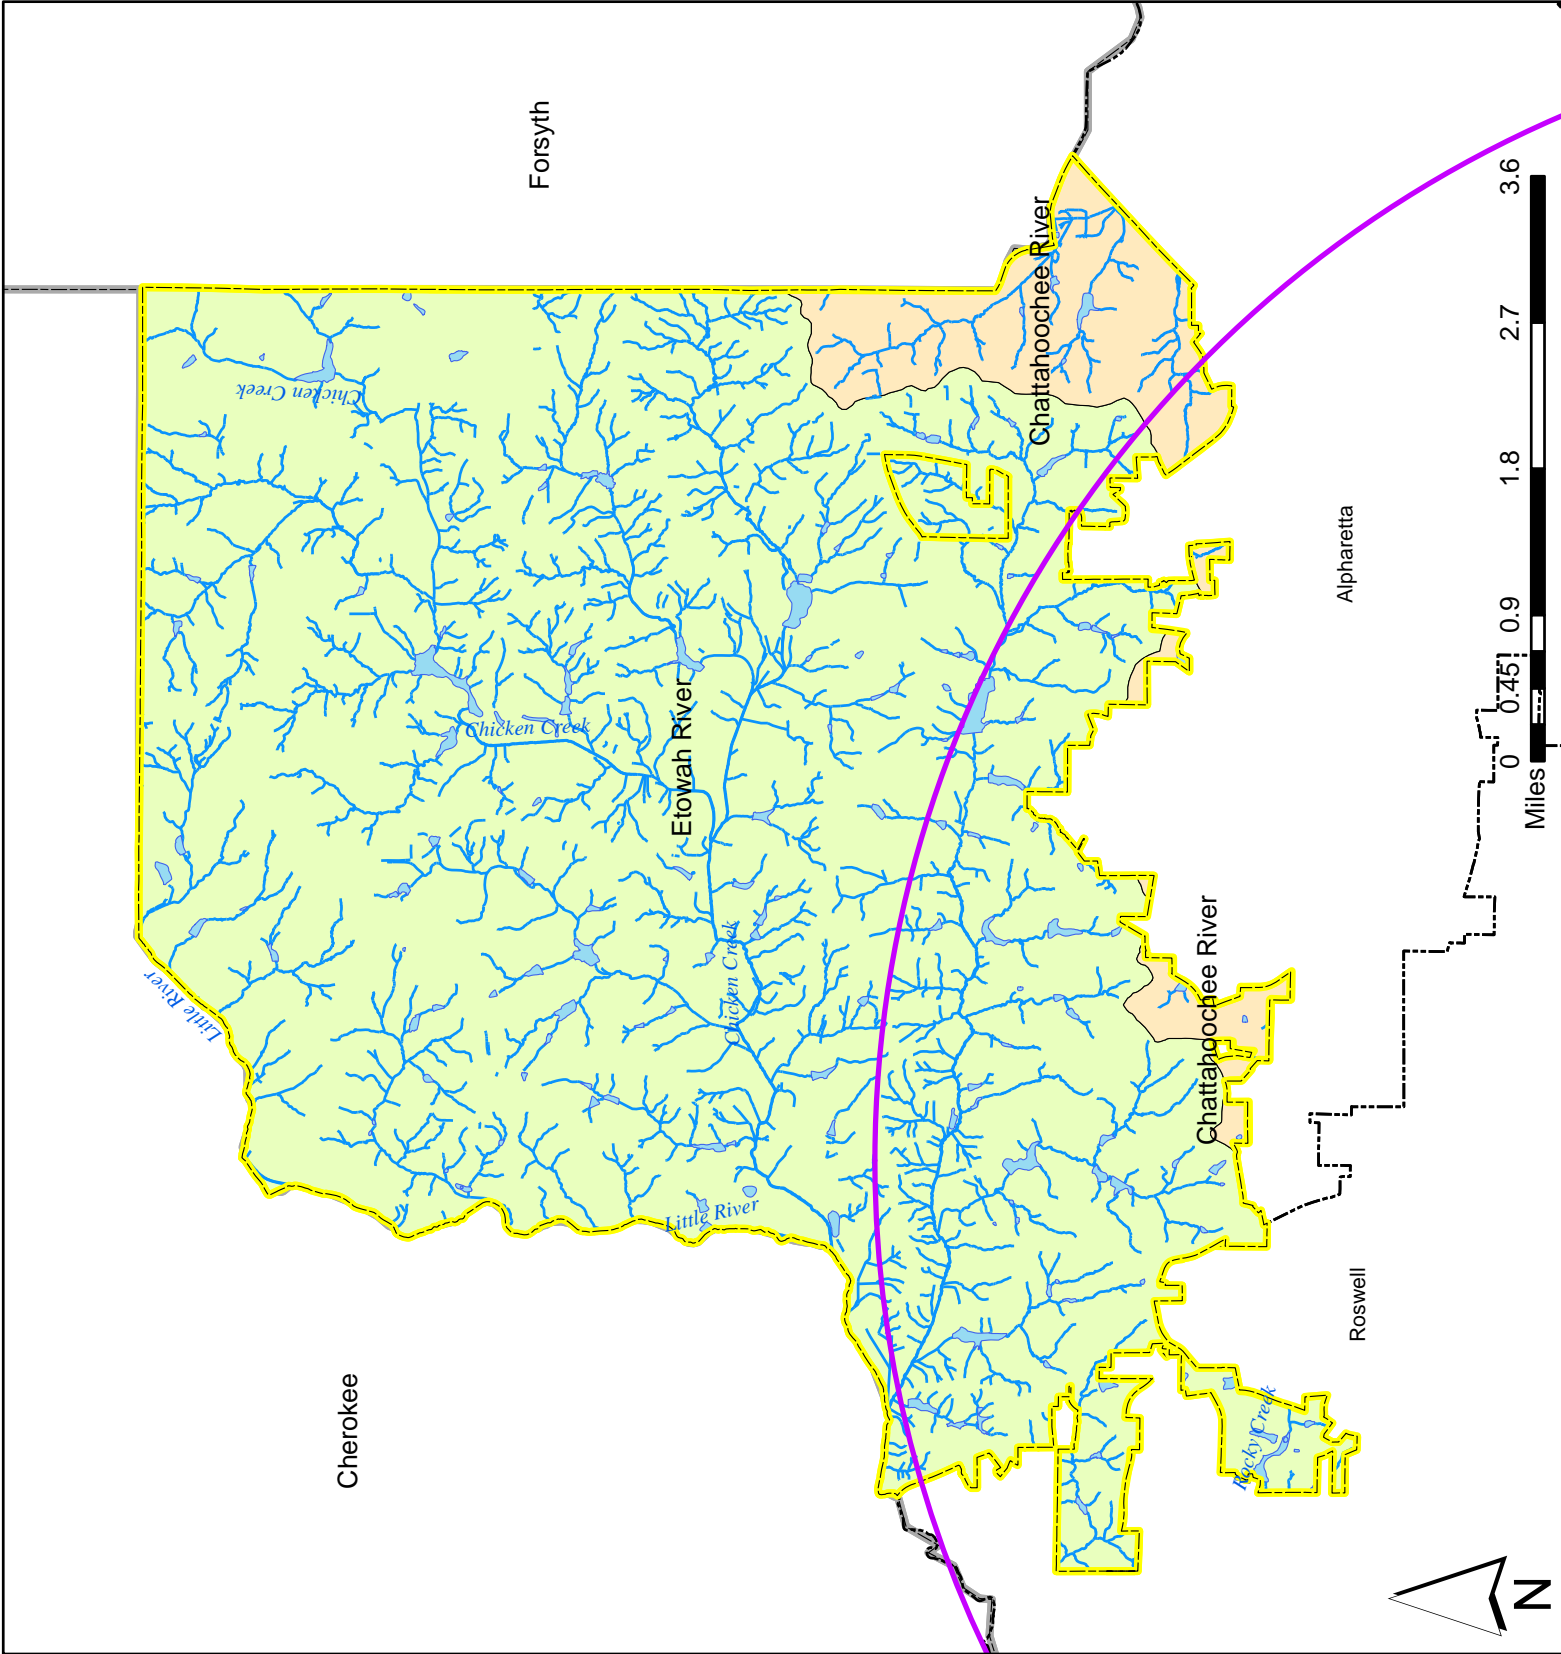 Little River
Chicken Creek
Cherokee
Chicken Creek
Forsyth
Etowah River
Little River
Chicken Creek
Chattahoochee River
Chattahoochee River
Rocky Creek
Alpharetta
Roswell
0 0.45 0.9 1.8 2.7 3.6
Miles
N